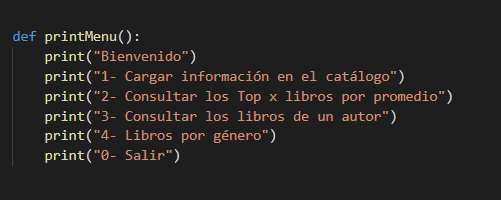 def printMenu():
    print("Bienvenido")
    print("1- Cargar información en el catálogo")
    print("2- Consultar los Top x libros por promedio")
    print("3- Consultar los libros de un autor")
    print("4- Libros por género")
    print("0- Salir")